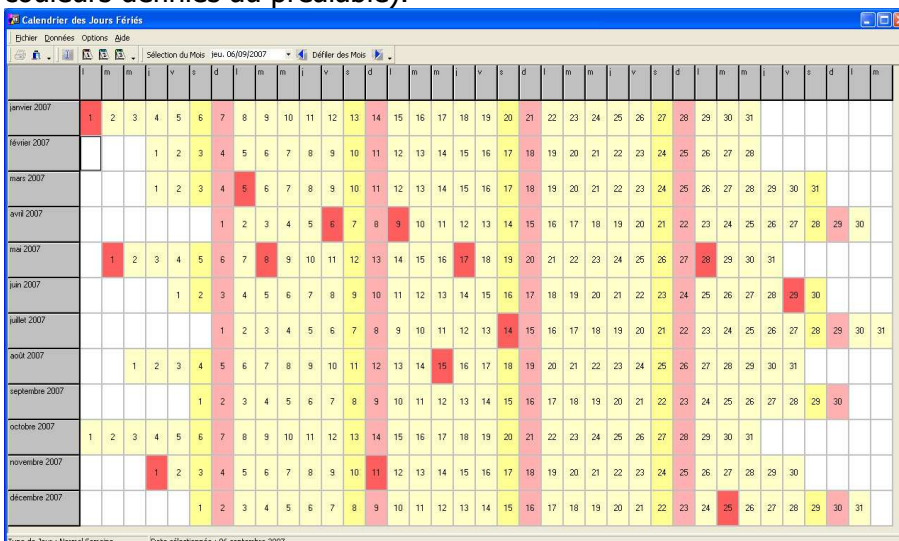 couleurs définies au préalable).
Calendrier des Jours Fériés
Fichier Données Options Aide
Sélection du Mois jeu. 06/09/2007 Défiler des Mois
l m m j v s d l m m j v s d l m m j v s d l m m j v s d l m m j v s d l m
janvier 2007 1 2 3 4 5 6 7 8 9 10 11 12 13 14 15 16 17 18 19 20 21 22 23 24 25 26 27 28 29 30 31
février 2007 1 2 3 4 5 6 7 8 9 10 11 12 13 14 15 16 17 18 19 20 21 22 23 24 25 26 27 28
mars 2007 1 2 3 4 5 6 7 8 9 10 11 12 13 14 15 16 17 18 19 20 21 22 23 24 25 26 27 28 29 30 31
avril 2007 1 2 3 4 5 6 7 8 9 10 11 12 13 14 15 16 17 18 19 20 21 22 23 24 25 26 27 28 29 30
mai 2007 1 2 3 4 5 6 7 8 9 10 11 12 13 14 15 16 17 18 19 20 21 22 23 24 25 26 27 28 29 30 31
juin 2007 1 2 3 4 5 6 7 8 9 10 11 12 13 14 15 16 17 18 19 20 21 22 23 24 25 26 27 28 29 30
juillet 2007 1 2 3 4 5 6 7 8 9 10 11 12 13 14 15 16 17 18 19 20 21 22 23 24 25 26 27 28 29 30 31
août 2007 1 2 3 4 5 6 7 8 9 10 11 12 13 14 15 16 17 18 19 20 21 22 23 24 25 26 27 28 29 30 31
septembre 2007 1 2 3 4 5 6 7 8 9 10 11 12 13 14 15 16 17 18 19 20 21 22 23 24 25 26 27 28 29 30
octobre 2007 1 2 3 4 5 6 7 8 9 10 11 12 13 14 15 16 17 18 19 20 21 22 23 24 25 26 27 28 29 30 31
novembre 2007 1 2 3 4 5 6 7 8 9 10 11 12 13 14 15 16 17 18 19 20 21 22 23 24 25 26 27 28 29 30
décembre 2007 1 2 3 4 5 6 7 8 9 10 11 12 13 14 15 16 17 18 19 20 21 22 23 24 25 26 27 28 29 30 31
Type de Jour : Normal Semaine Date sélectionnée : 06 septembre 2007